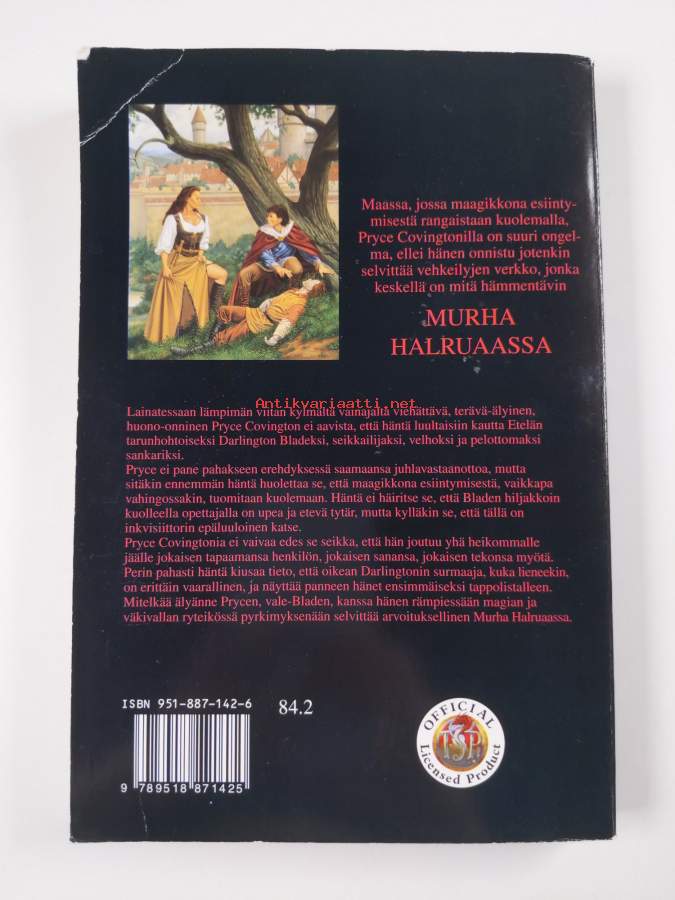 Maassa, jossa maagikkona esiinty-
misestä rangaistaan kuolemalla,
Pryce Covingtonilla on suuri ongel-
ma, ellei hänen onnistu jotenkin
selvittää vehkeilyjen verkko, jonka
keskellä on mitä hämmentävin
MURHA
HALRUAASSA
Antikvariaatti.net
Lainatessaan lämpimän viitan kylmältä vainajalta viehättävä, terävä-älyinen,
huono-onninen Pryce Covington ei aavista, että häntä luultaisiin kautta Etelän
tarunhohtoiseksi Darlington Bladeksi, seikkailijaksi, velhoksi ja pelottomaksi
sankariksi.
Pryce ei pane pahakseen erehdyksessä saamaansa juhlavastaanottoa, mutta
sitäkin ennemmän häntä huolettaa se, että maagikkona esiintymisestä, vaikkapa
vahingossakin, tuomitaan kuolemaan. Häntä ei häiritse se, että Bladen hiljakkoin
kuolleella opettajalla on upea ja etevä tytär, mutta kylläkin se, että tällä on
inkvisiittorin epäluuloinen katse.
Pryce Covingtonia ei vaivaa edes se seikka, että hän joutuu yhä heikommalle
jäälle jokaisen tapaamansa henkilön, jokaisen sanansa, jokaisen tekonsa myötä.
Perin pahasti häntä kiusaa tieto, että oikean Darlingtonin surmaaja, kuka lieneekin,
on erittäin vaarallinen, ja näyttää panneen hänet ensimmäiseksi tappolistalleen.
Mitelkää älyänne Prycen, vale-Bladen, kanssa hänen rämpiessään magian ja
väkivallan ryteikössä pyrkimyksenään selvittää arvoituksellinen Murha Halruaassa.
ISBN 951-887-142-6
84.2
9 789518 871425
OFFICIAL
TSR
Licensed Product